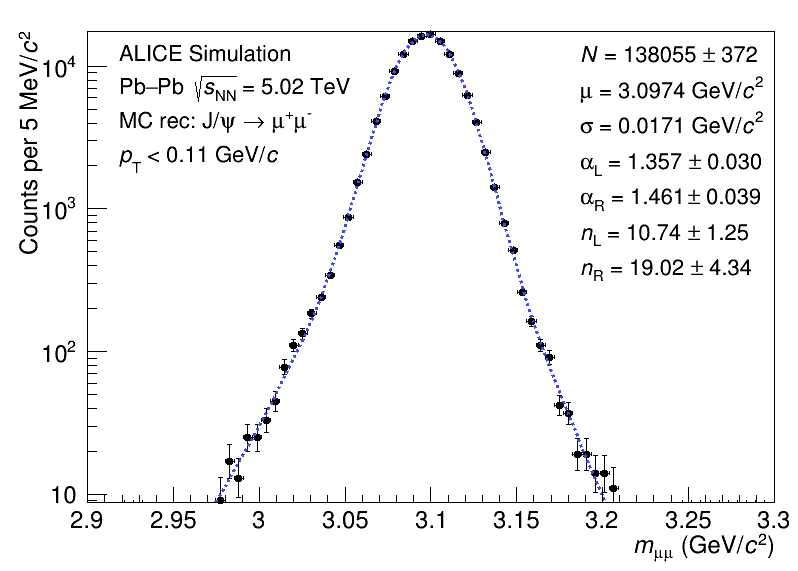 ALICE Simulation
Pb–Pb √sNN = 5.02 TeV
MC rec: J/ψ → μ+μ-
pT < 0.11 GeV/c
N = 138055 ± 372
μ = 3.0974 GeV/c²
σ = 0.0171 GeV/c²
αL = 1.357 ± 0.030
αR = 1.461 ± 0.039
nL = 10.74 ± 1.25
nR = 19.02 ± 4.34
Counts per 5 MeV/c²
10⁴
10³
10²
10
2.9 2.95 3 3.05 3.1 3.15 3.2 3.25 3.3
mμμ (GeV/c²)